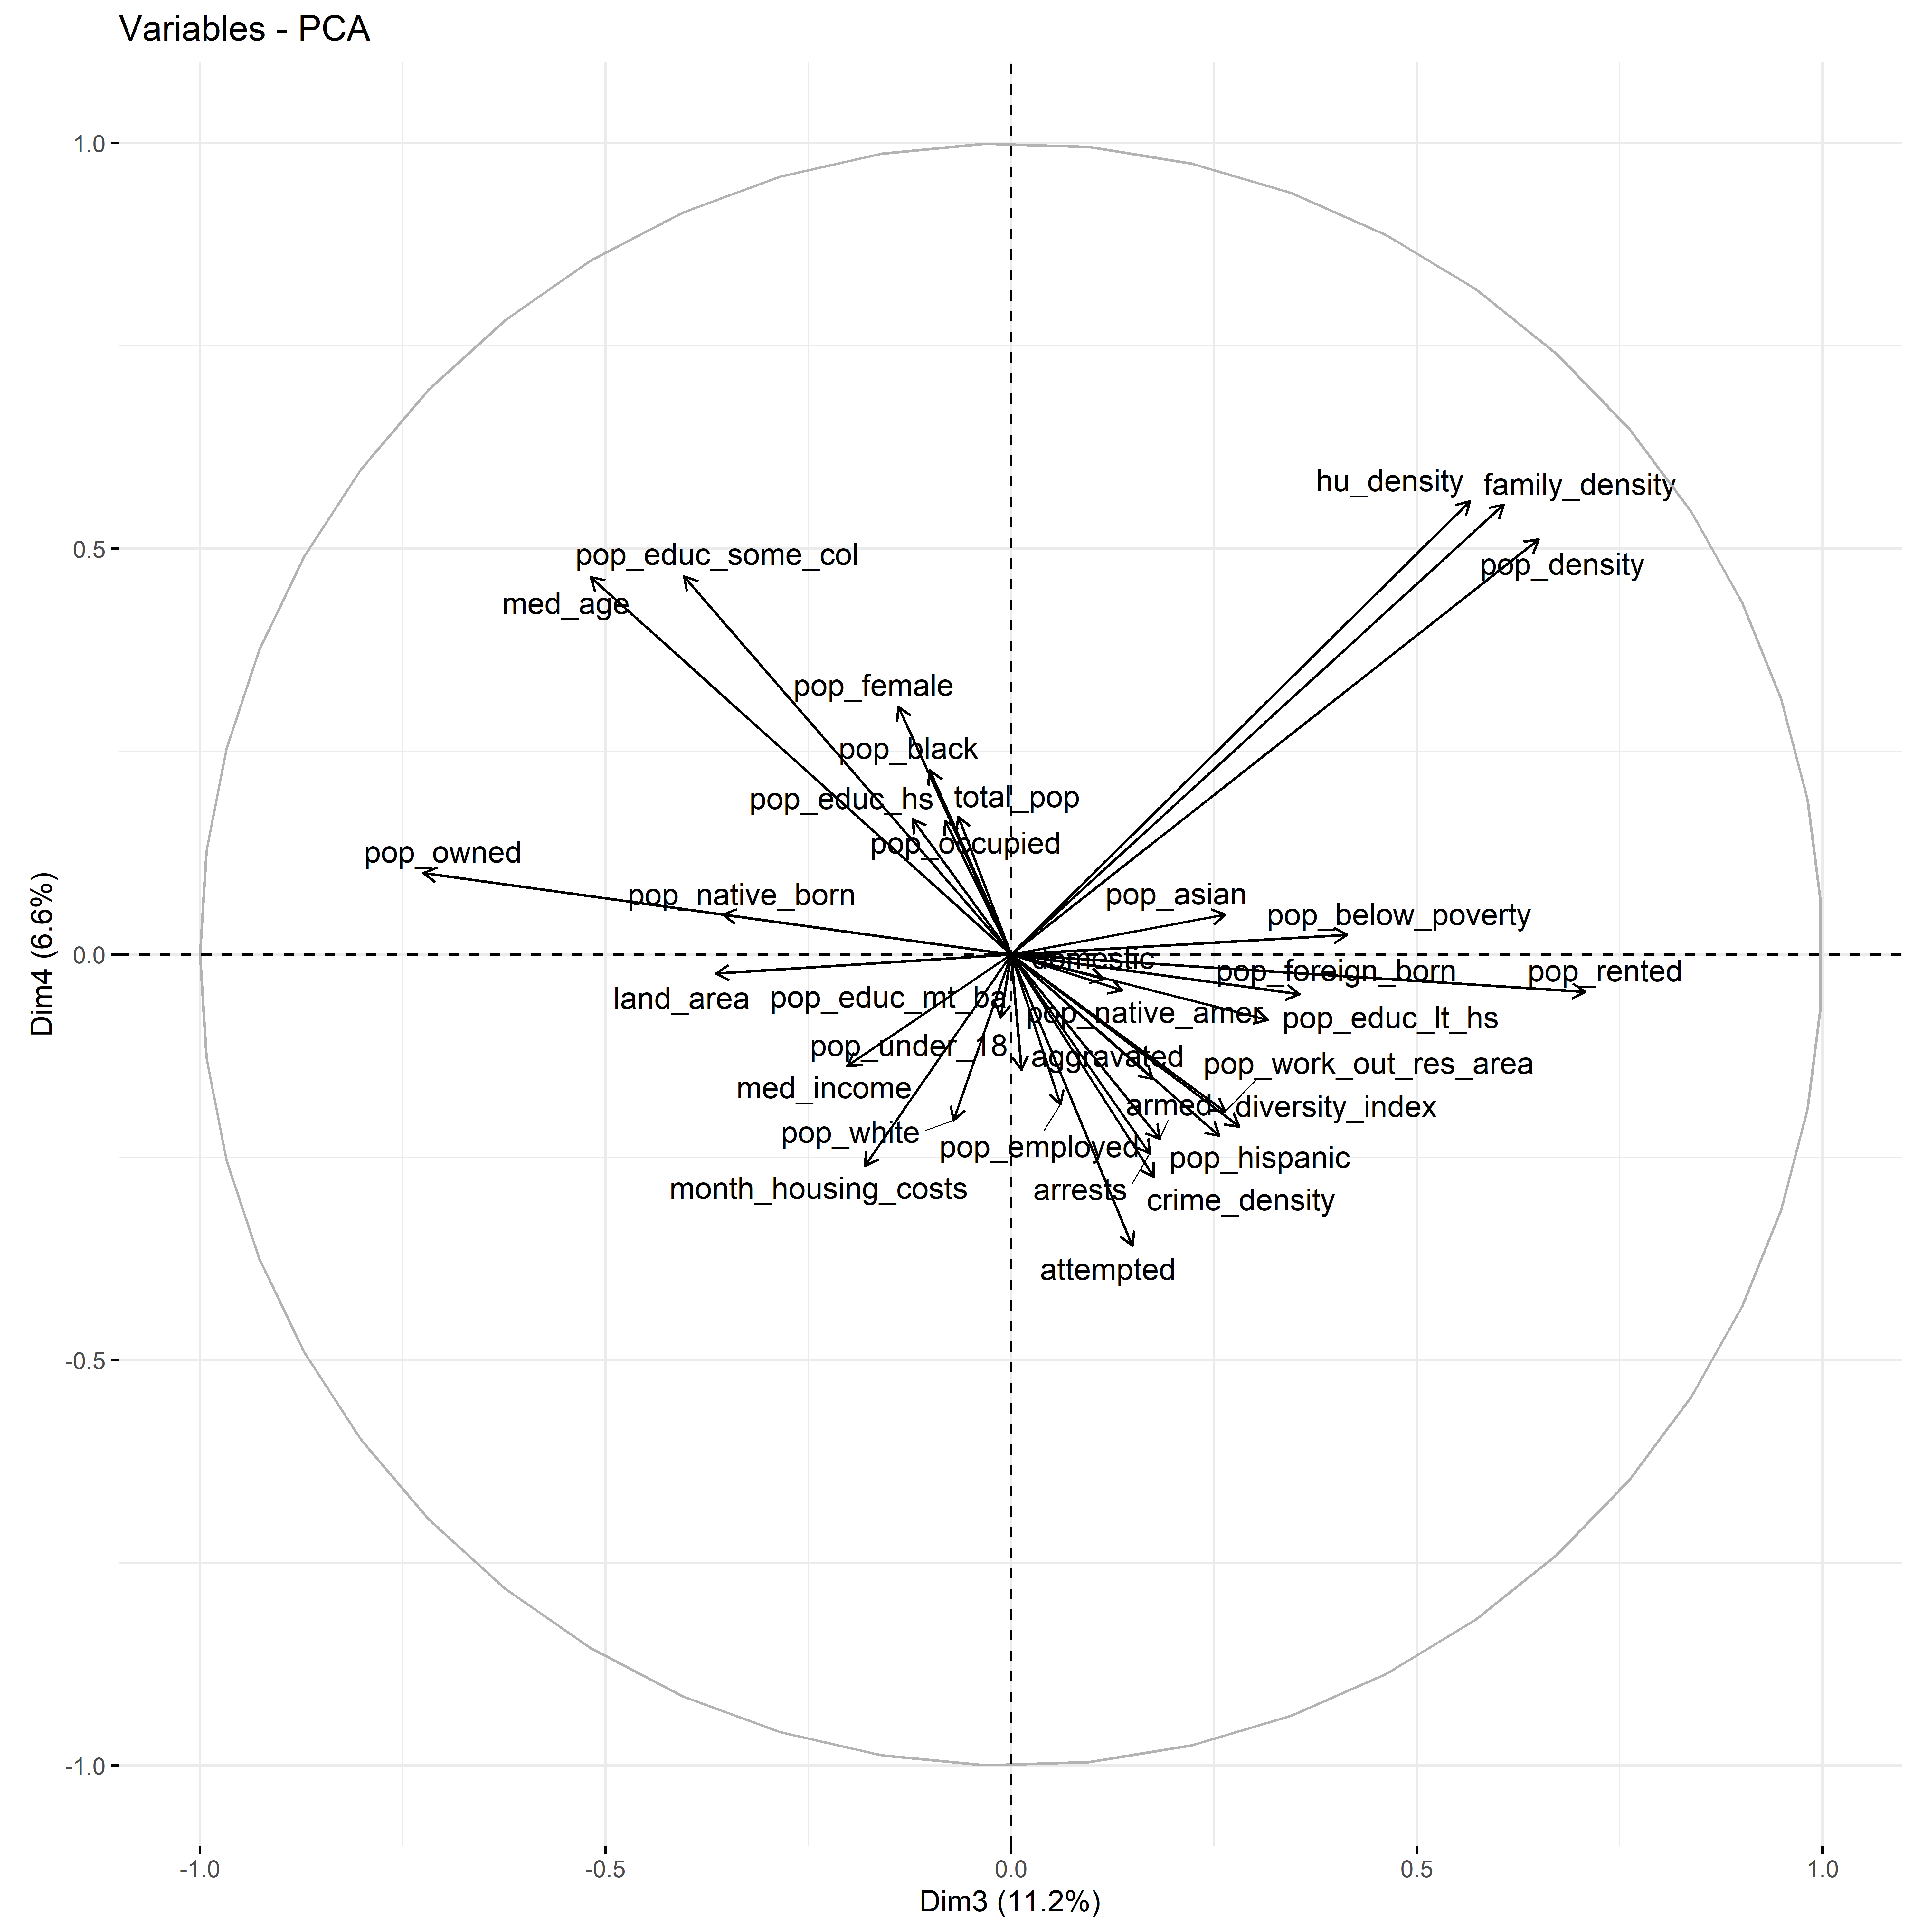 Variables - PCA
1.0
hu_density
family_density
0.5
pop_educ_some_col
pop_density
med_age
pop_female
pop_black
pop_educ_hs
total_pop
pop_occupied
pop_owned
pop_native_born
pop_asian
pop_below_poverty
0.0
domestic
pop_foreign_born
pop_rented
land_area
pop_educ_mt_ba
pop_native_amer
pop_educ_lt_hs
pop_under_18
aggravated
pop_work_out_res_area
med_income
armed
diversity_index
pop_white
pop_employed
pop_hispanic
month_housing_costs
arrests
crime_density
attempted
-0.5
-1.0
Dim4 (6.6%)
-1.0
-0.5
0.0
0.5
1.0
Dim3 (11.2%)